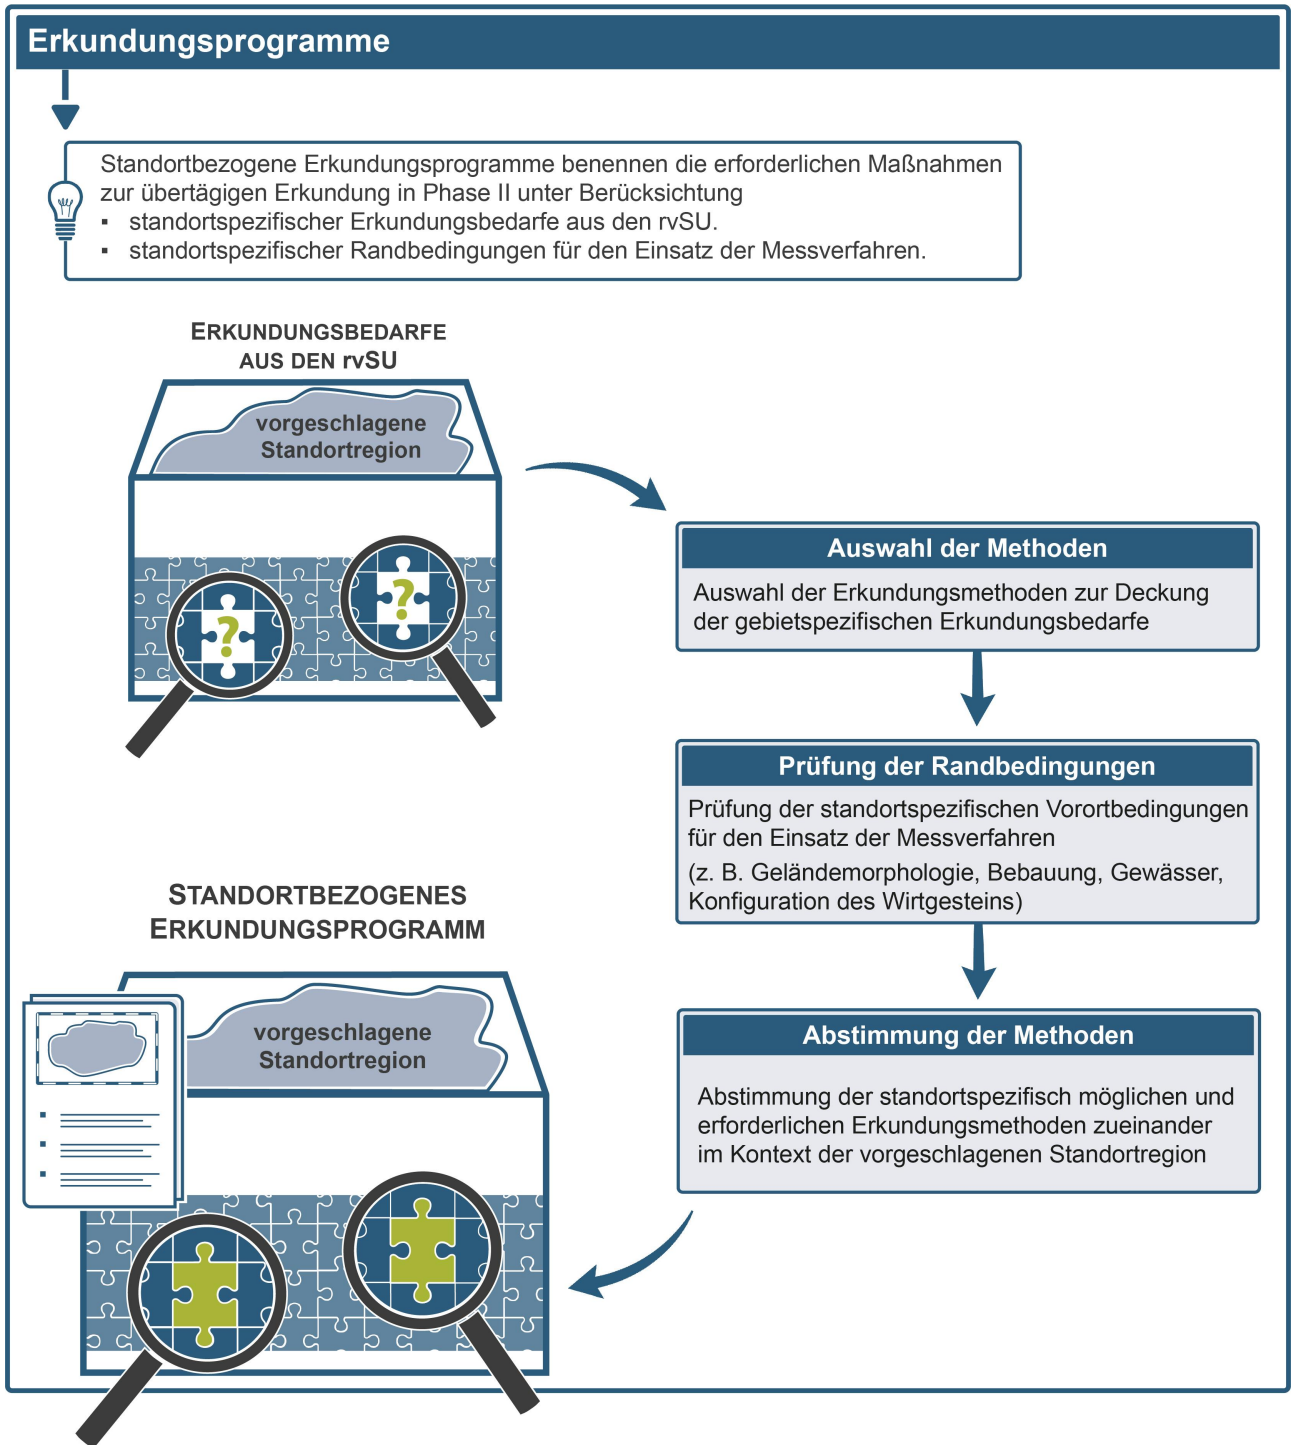 Erkundungsprogramme
Standortbezogene Erkundungsprogramme benennen die erforderlichen Maßnahmen
zur übertägigen Erkundung in Phase II unter Berücksichtung
▪ standortspezifischer Erkundungsbedarfe aus den rvSU.
▪ standortspezifischer Randbedingungen für den Einsatz der Messverfahren.
ERKUNDUNGSBEDARFE
AUS DEN rvSU
vorgeschlagene
Standortregion
?
?
Auswahl der Methoden
Auswahl der Erkundungsmethoden zur Deckung
der gebietspezifischen Erkundungsbedarfe
Prüfung der Randbedingungen
Prüfung der standortspezifischen Vorortbedingungen
für den Einsatz der Messverfahren
(z. B. Geländemorphologie, Bebauung, Gewässer,
Konfiguration des Wirtgesteins)
Abstimmung der Methoden
Abstimmung der standortspezifisch möglichen und
erforderlichen Erkundungsmethoden zueinander
im Kontext der vorgeschlagenen Standortregion
STANDORTBEZOGENES
ERKUNDUNGSPROGRAMM
vorgeschlagene
Standortregion